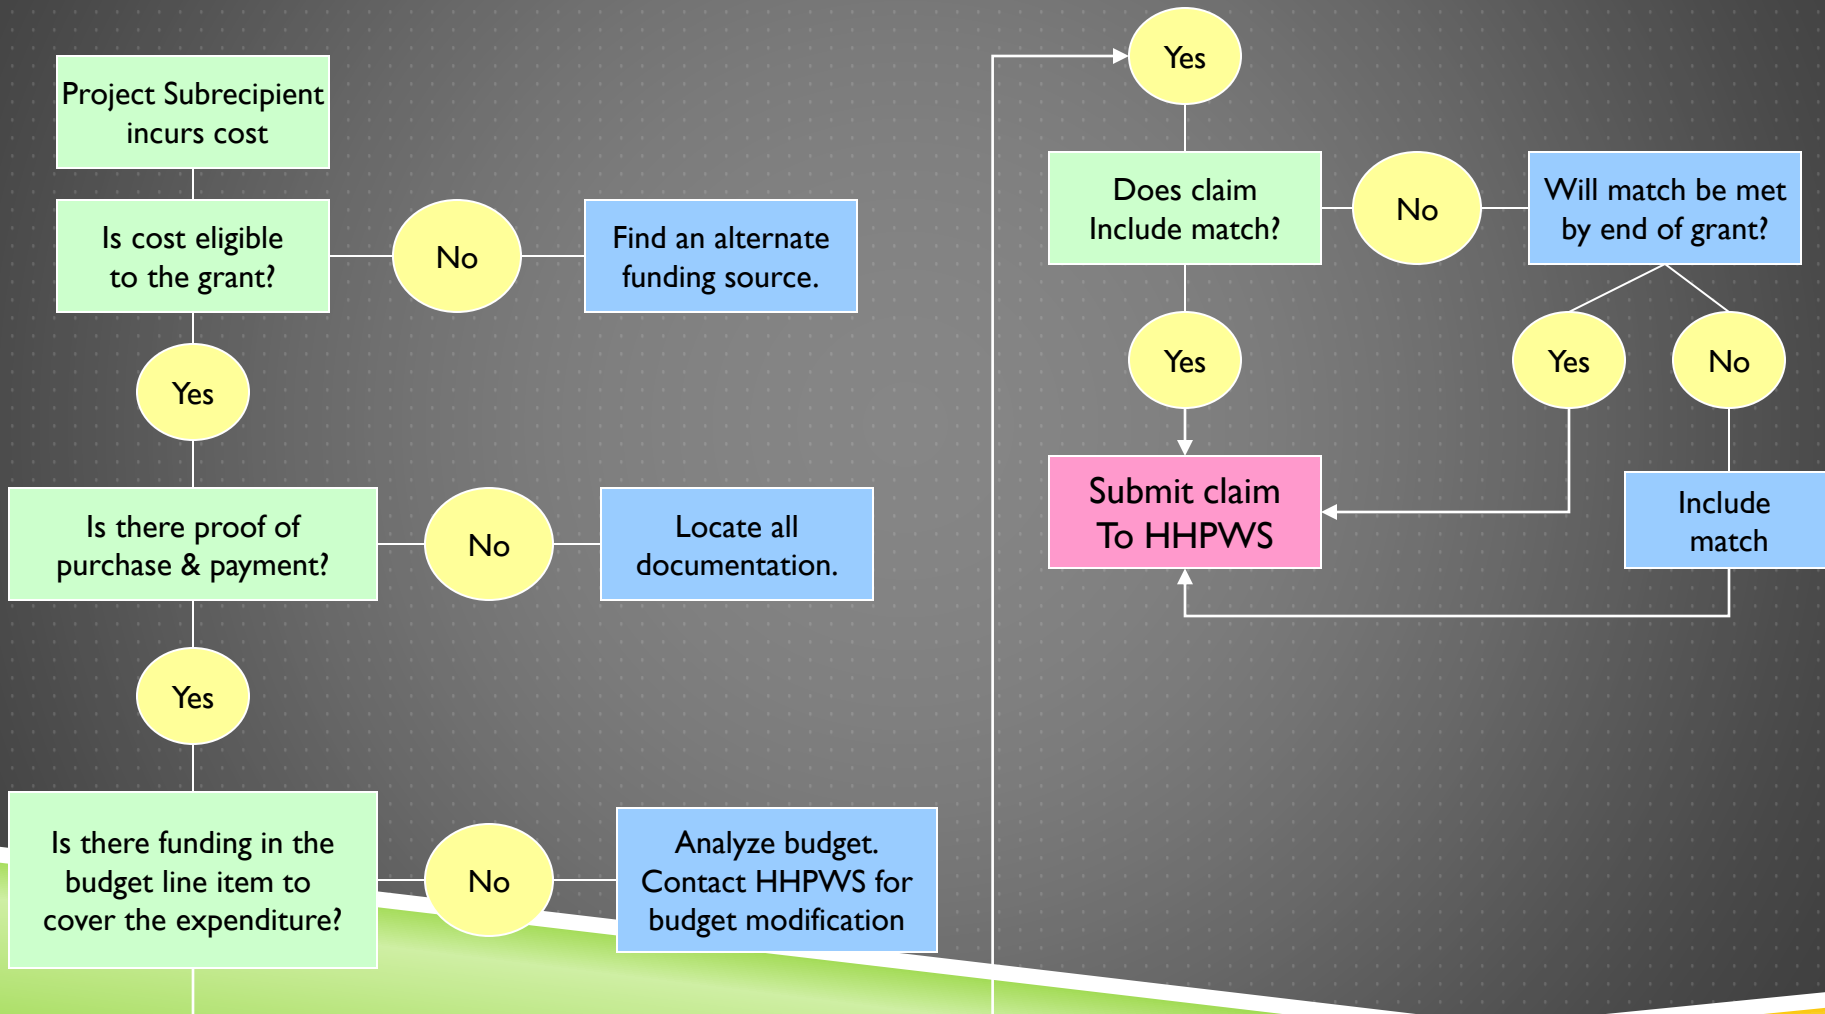 Project Subrecipient
incurs cost
Is cost eligible
to the grant?
No
Find an alternate
funding source.
Yes
Is there proof of
purchase & payment?
No
Locate all
documentation.
Yes
Is there funding in the
budget line item to
cover the expenditure?
No
Analyze budget.
Contact HHPWS for
budget modification
Yes
Does claim
Include match?
No
Will match be met
by end of grant?
Yes
Yes
No
Submit claim
To HHPWS
Include
match